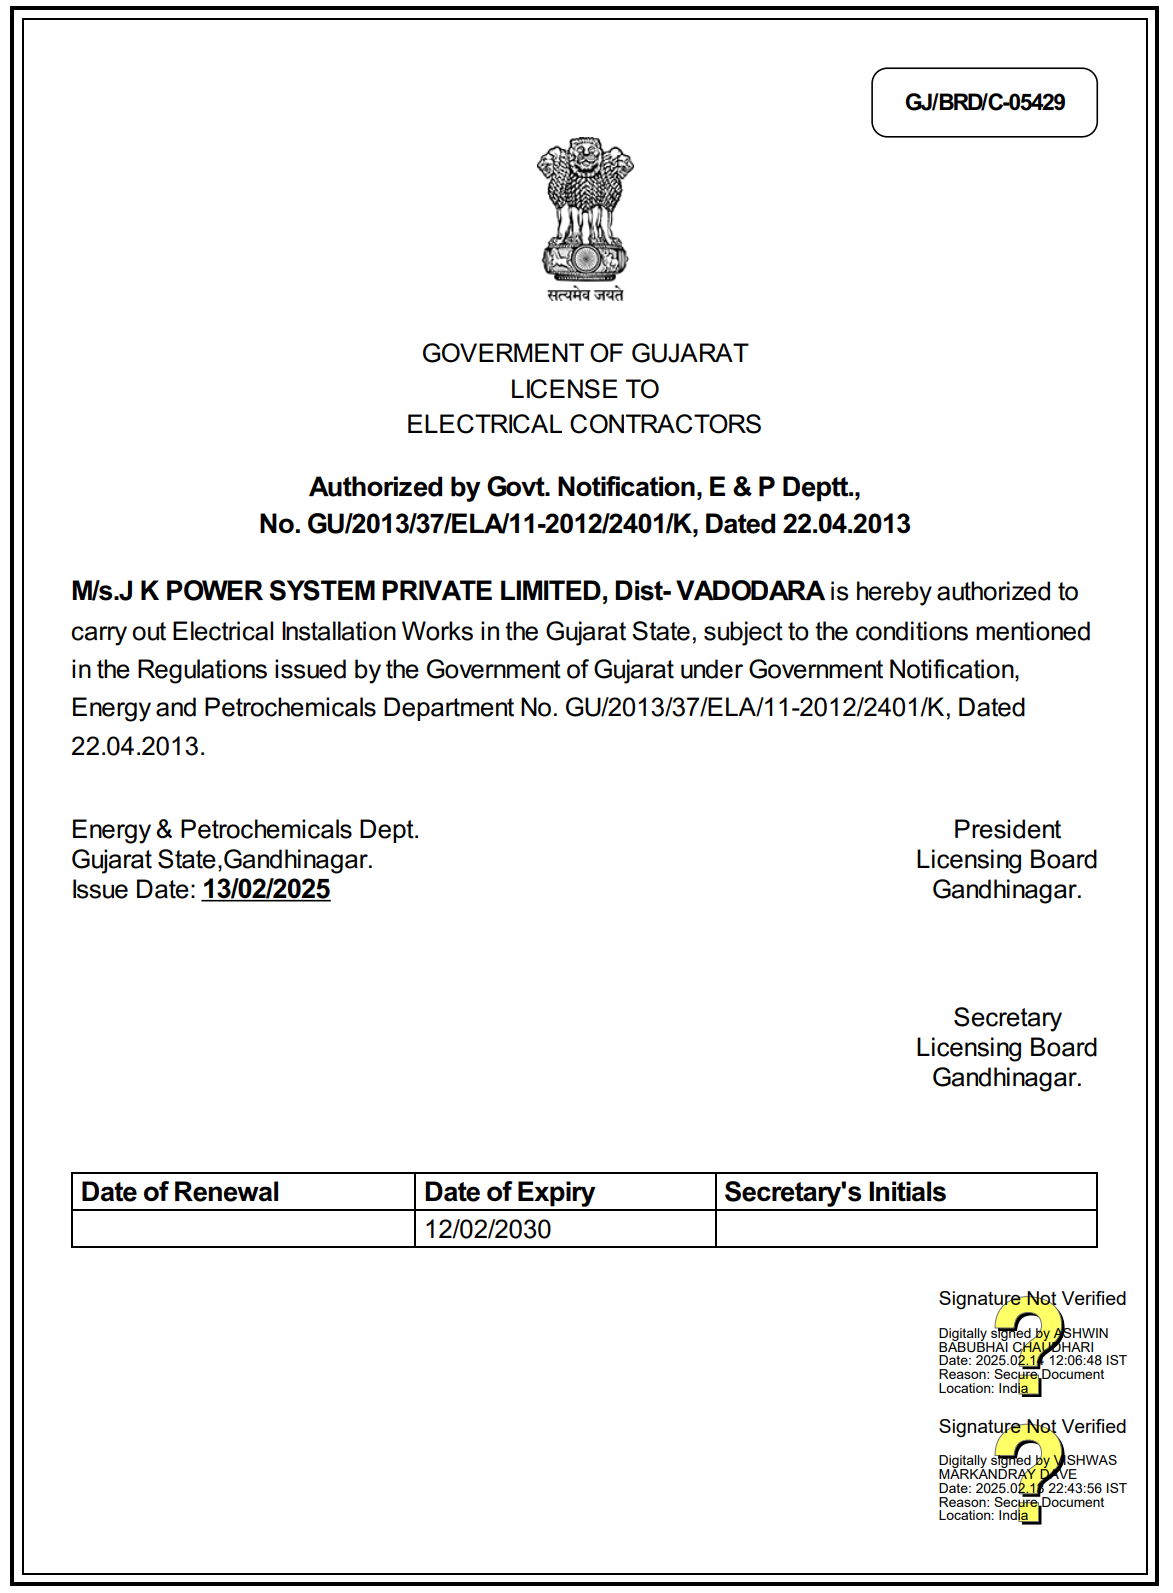 GJ/BRD/C-05429
सत्यमेव जयते
GOVERMENT OF GUJARAT
LICENSE TO
ELECTRICAL CONTRACTORS
Authorized by Govt. Notification, E & P Deptt.,
No. GU/2013/37/ELA/11-2012/2401/K, Dated 22.04.2013
M/s.J K POWER SYSTEM PRIVATE LIMITED, Dist- VADODARA is hereby authorized to
carry out Electrical Installation Works in the Gujarat State, subject to the conditions mentioned
in the Regulations issued by the Government of Gujarat under Government Notification,
Energy and Petrochemicals Department No. GU/2013/37/ELA/11-2012/2401/K, Dated
22.04.2013.
Energy & Petrochemicals Dept.
Gujarat State,Gandhinagar.
Issue Date: 13/02/2025
President
Licensing Board
Gandhinagar.
Secretary
Licensing Board
Gandhinagar.
Date of Renewal Date of Expiry Secretary's Initials
12/02/2030
Signature Not Verified
Digitally signed by ASHWIN
BABUBHAI CHAUDHARI
Date: 2025.02.14 12:06:48 IST
Reason: Secure Document
Location: India
Signature Not Verified
Digitally signed by VISHWAS
MARKANDRAY DAVE
Date: 22:43:56 IST
Reason: Secure Document
Location: India